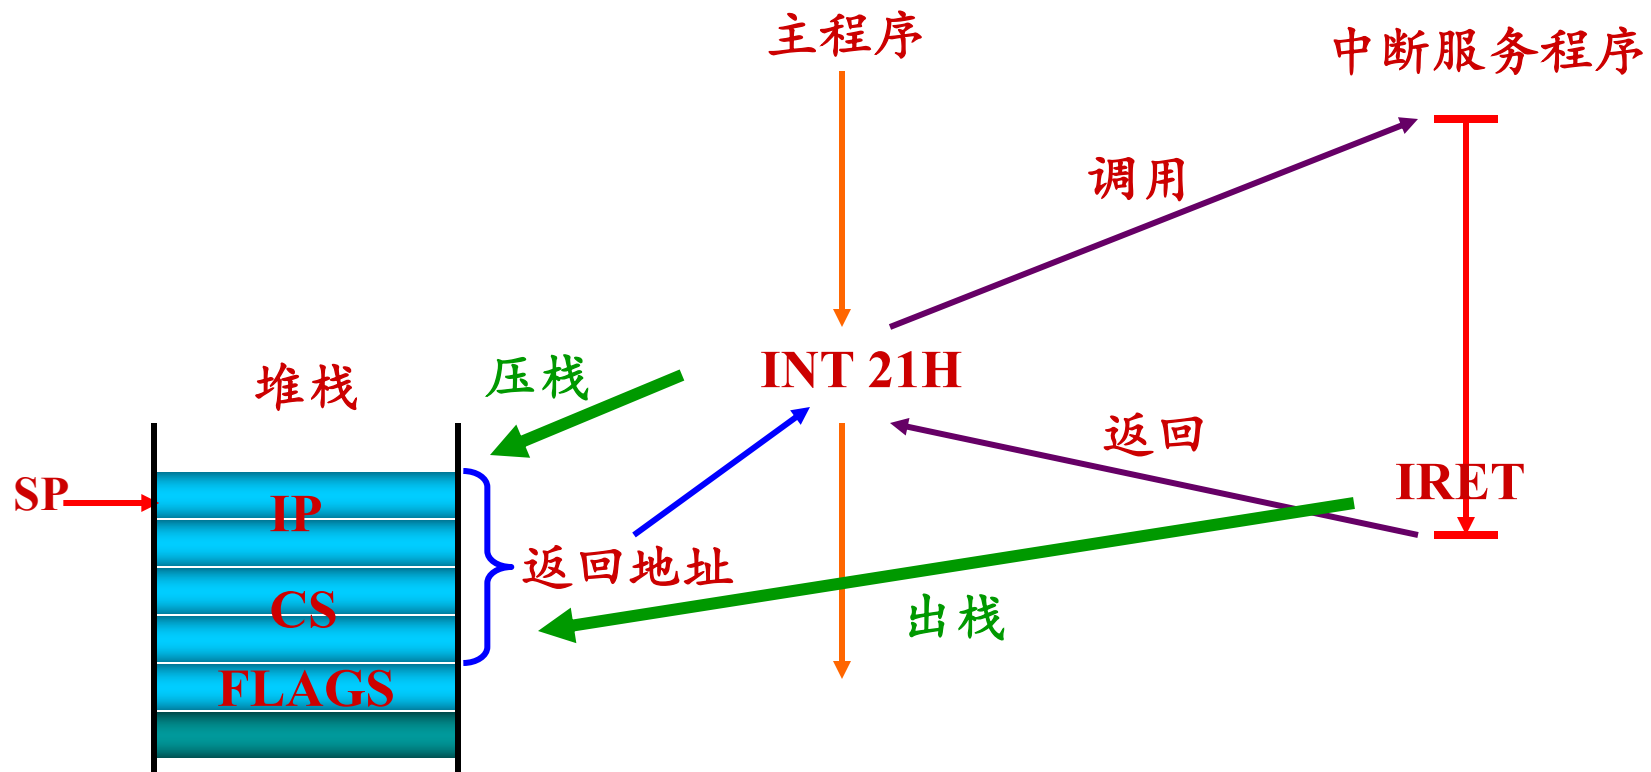 主程序
中断服务程序
调用
INT 21H
压栈
堆栈
返回
SP
IP
IRET
返回地址
CS
出栈
FLAGS